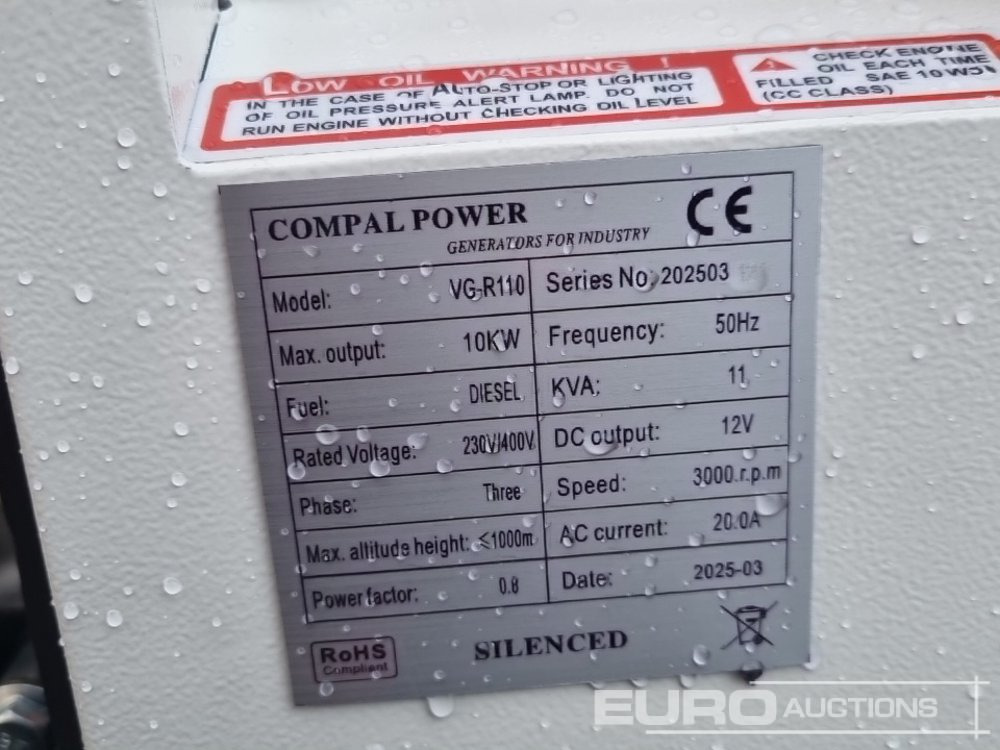 LOW OIL WARNING !
IN THE CASE OF AUTO-STOP OR LIGHTING
OF OIL PRESSURE ALERT LAMP. DO NOT
RUN ENGINE WITHOUT CHECKING OIL LEVEL
CHECK ENGINE
OIL EACH TIME
FILLED SAE 10W
(CC CLASS)
COMPAL POWER
GENERATORS FOR INDUSTRY
CE
Model: VG-R110 Series No. 202503
Max. output: 10KW Frequency: 50Hz
Fuel: DIESEL KVA: 11
Rated Voltage: 230V/400V DC output: 12V
Phase: Three Speed: 3000.r.p.m
Max. altitude height: ≤1000m AC current: 20.0A
Power factor: 0.8 Date: 2025-03
RoHS
Compliant
SILENCED
EURO AUCTIONS